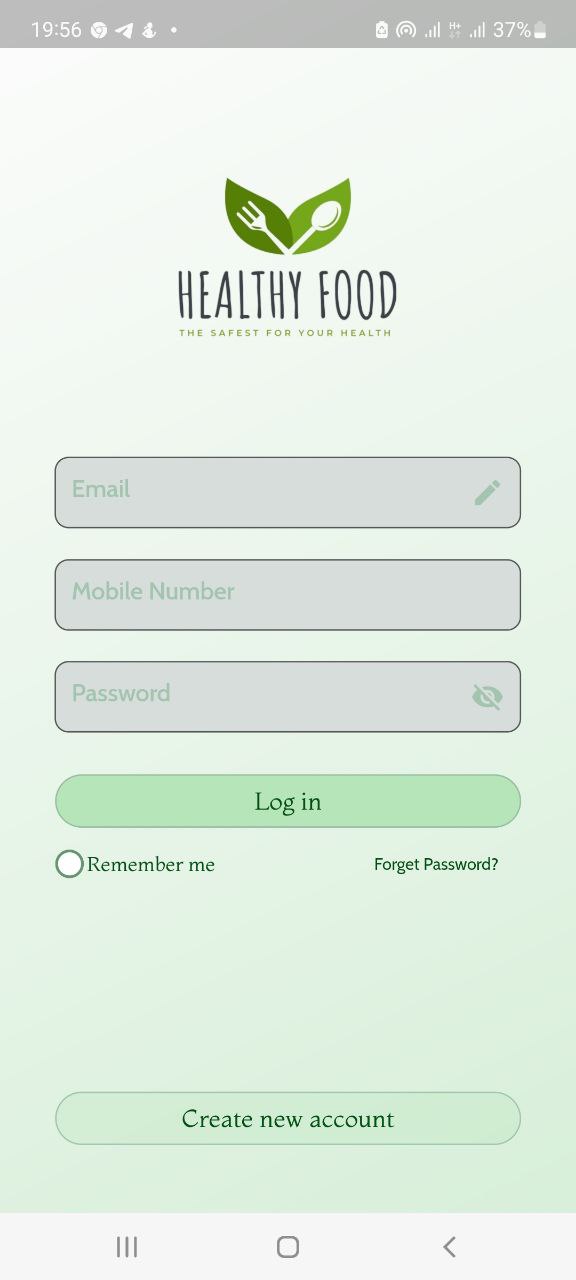 19:56
H+
37%
HEALTHY FOOD
THE SAFEST FOR YOUR HEALTH
Email
Mobile Number
Password
Log in
Remember me Forget Password?
Create new account